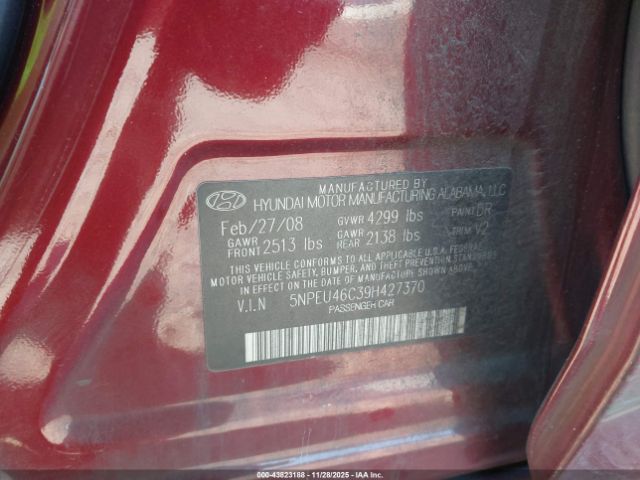 MANUFACTURED BY
HYUNDAI MOTOR MANUFACTURING ALABAMA, LLC
Feb/27/08 GVWR 4299 lbs PAINT DR
GAWR FRONT 2513 lbs GAWR REAR 2138 lbs TRIM V2
THIS VEHICLE CONFORMS TO ALL APPLICABLE U.S.A. FEDERAL
MOTOR VEHICLE SAFETY, BUMPER, AND THEFT PREVENTION STANDARDS
IN EFFECT ON THE DATE OF MANUFACTURE SHOWN ABOVE.
V.I.N 5NPEU46C39H427370
PASSENGER CAR
000-43823188 11/28/2025 IAA Inc.